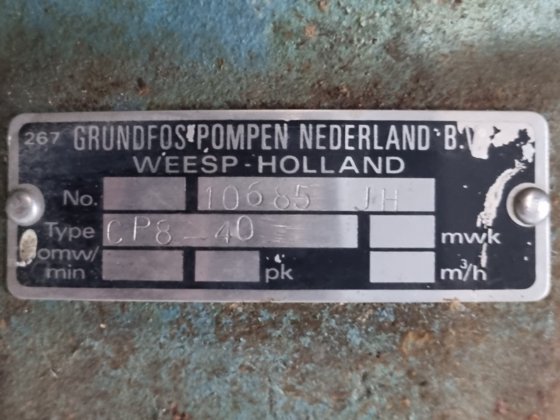 267 GRUNDFOS POMPEN NEDERLAND B.V.
WEESP-HOLLAND
No. 10685 JH
Type CP8-40 mwk
omw/
min pk m³/h